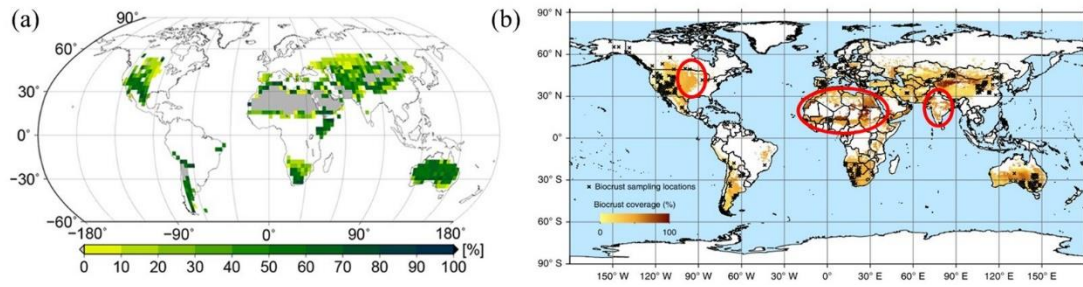 (a)
90°
60°
30°
0°
−30°
−60°
−180° −90° 0° 90° 180°
[%]
0 10 20 30 40 50 60 70 80 90 100
(b)
90° N
60° N
30° N
0°
30° S
60° S
90° S
Biocrust sampling locations
Biocrust coverage (%)
0 100
150° W 120° W 90° W 60° W 30° W 0° 30° E 60° E 90° E 120° E 150° E